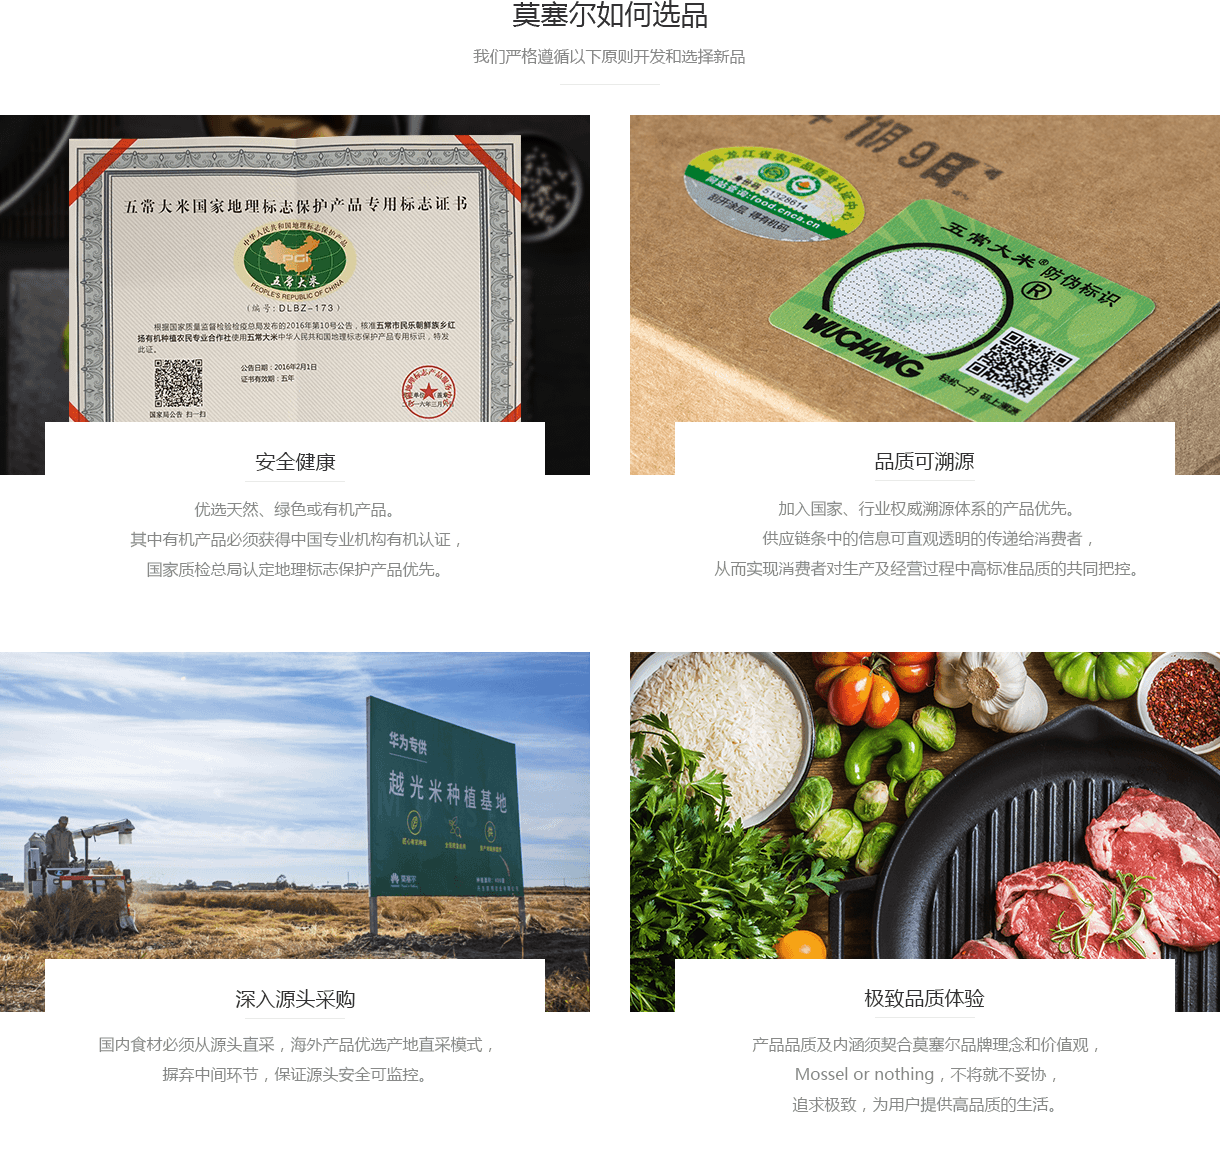 莫塞尔如何选品
我们严格遵循以下原则开发和选择新品
五常大米国家地理标志保护产品专用标志证书
中华人民共和国地理标志保护产品
PGI
五常大米
PEOPLE'S REPUBLIC OF CHINA
(编号:DLBZ-173)
根据国家质量监督检验检疫总局发布的2016年第10号公告，核准五常市民乐朝鲜族乡红
扬有机种植农民专业合作社使用五常大米中华人民共和国地理标志保护产品专用标识，特发
此证。
公告日期：2016年2月1日
证书有效期：五年
国家局公告 扫一扫
安全健康
优选天然、绿色或有机产品。
其中有机产品必须获得中国专业机构有机认证，
国家质检总局认定地理标志保护产品优先。
51328614
网站查询:food.cnca.cn
刮开涂层 得有机码
五常大米® 防伪标识
®
WUCHANG
轻松一扫 码上溯源
品质可溯源
加入国家、行业权威溯源体系的产品优先。
供应链条中的信息可直观透明的传递给消费者，
从而实现消费者对生产及经营过程中高标准品质的共同把控。
华为专供
越光米种植基地
深入源头采购
国内食材必须从源头直采，海外产品优选产地直采模式，
摒弃中间环节，保证源头安全可监控。
极致品质体验
产品品质及内涵须契合莫塞尔品牌理念和价值观，
Mossel or nothing，不将就不妥协，
追求极致，为用户提供高品质的生活。